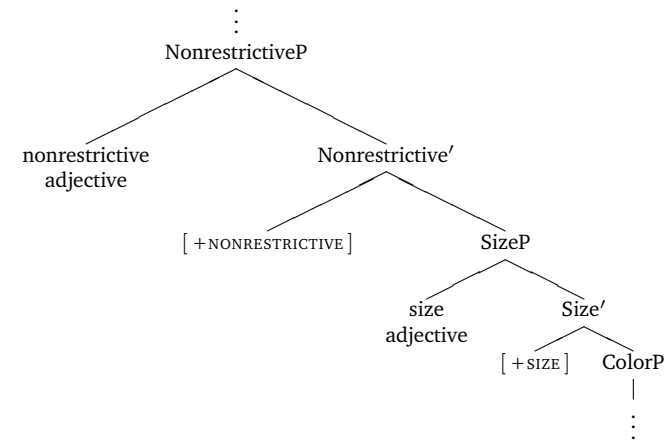 ⋮
NonrestrictiveP
nonrestrictive
adjective
Nonrestrictive′
[ +NONRESTRICTIVE ]
SizeP
size
adjective
Size′
[ +SIZE ]
ColorP
⋮